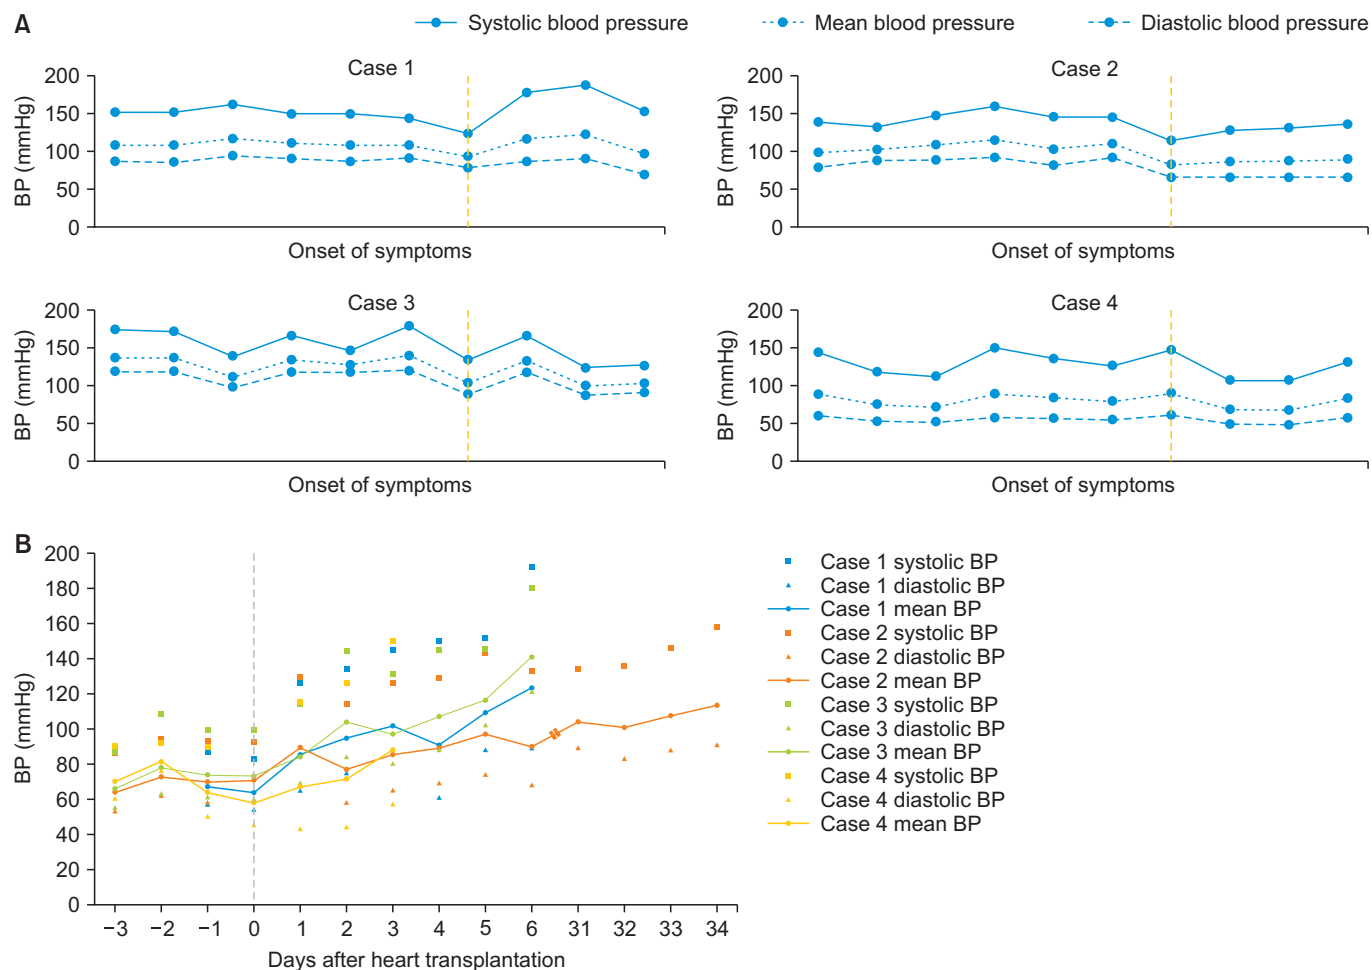 A
Systolic blood pressure
Mean blood pressure
Diastolic blood pressure
Case 1
200
150
100
50
0
BP (mmHg)
Onset of symptoms
Case 2
200
150
100
50
0
BP (mmHg)
Onset of symptoms
Case 3
200
150
100
50
0
BP (mmHg)
Onset of symptoms
Case 4
200
150
100
50
0
BP (mmHg)
Onset of symptoms
B
200
180
160
140
120
100
80
60
40
20
0
BP (mmHg)
−3 −2 −1 0 1 2 3 4 5 6 31 32 33 34
Days after heart transplantation
Case 1 systolic BP
Case 1 diastolic BP
Case 1 mean BP
Case 2 systolic BP
Case 2 diastolic BP
Case 2 mean BP
Case 3 systolic BP
Case 3 diastolic BP
Case 3 mean BP
Case 4 systolic BP
Case 4 diastolic BP
Case 4 mean BP